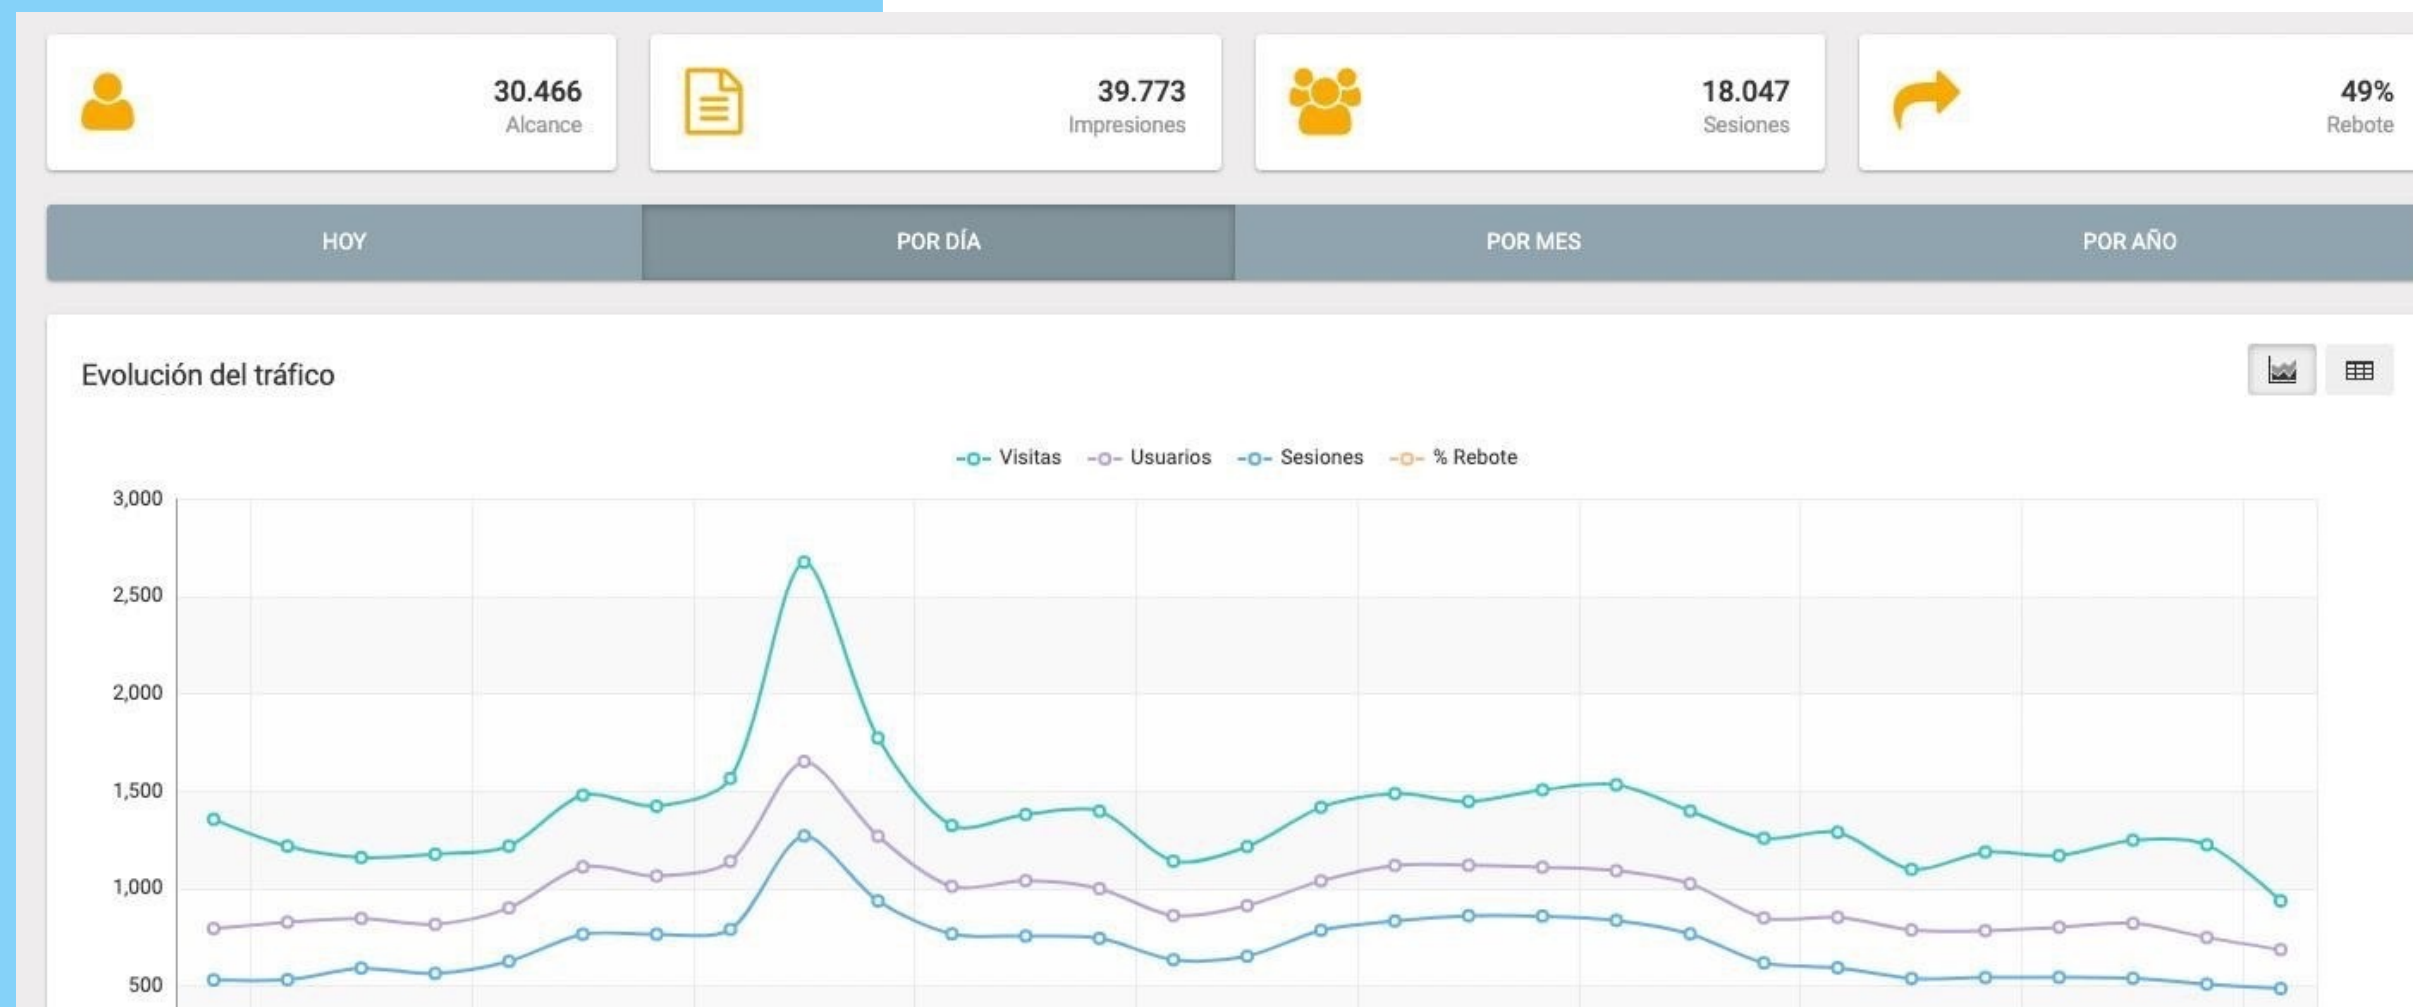 30.466
Alcance
39.773
Impresiones
18.047
Sesiones
49%
Rebote
HOY
POR DÍA
POR MES
POR AÑO
Evolución del tráfico
Visitas Usuarios Sesiones % Rebote
3,000
2,500
2,000
1,500
1,000
500